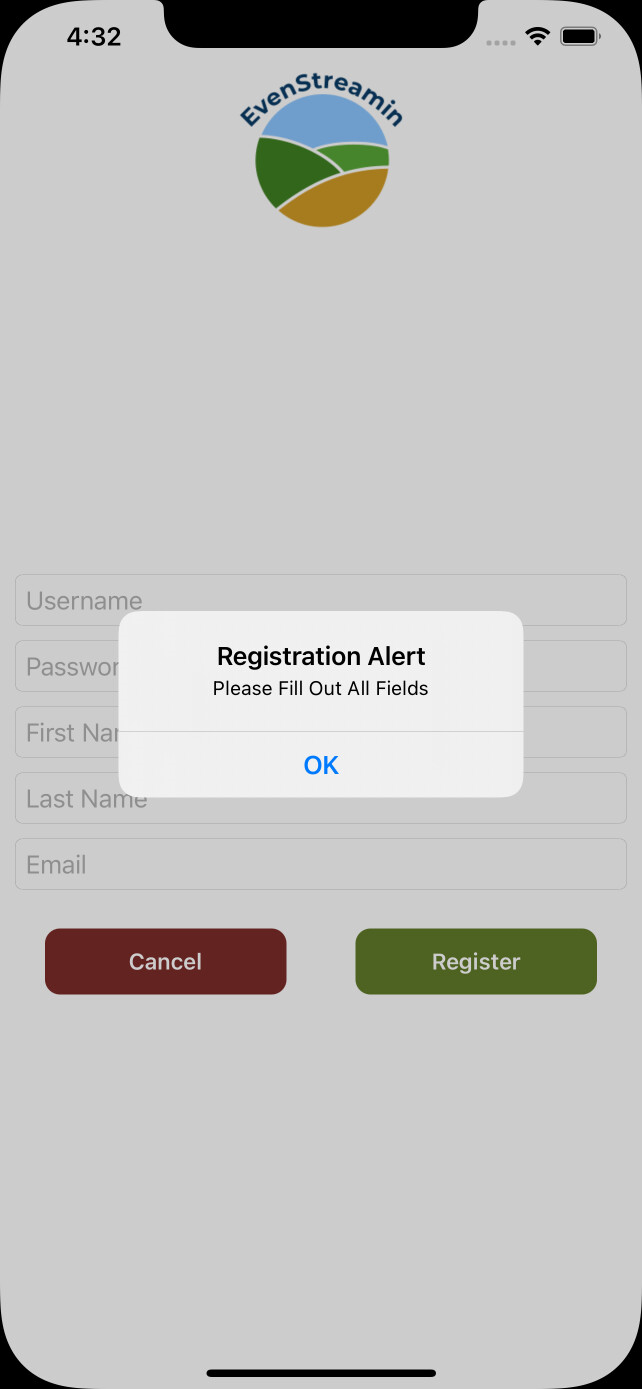 4:32
EvenStreamin
Username
Passwor
First Nar
Last Name
Email
Registration Alert
Please Fill Out All Fields
OK
Cancel
Register